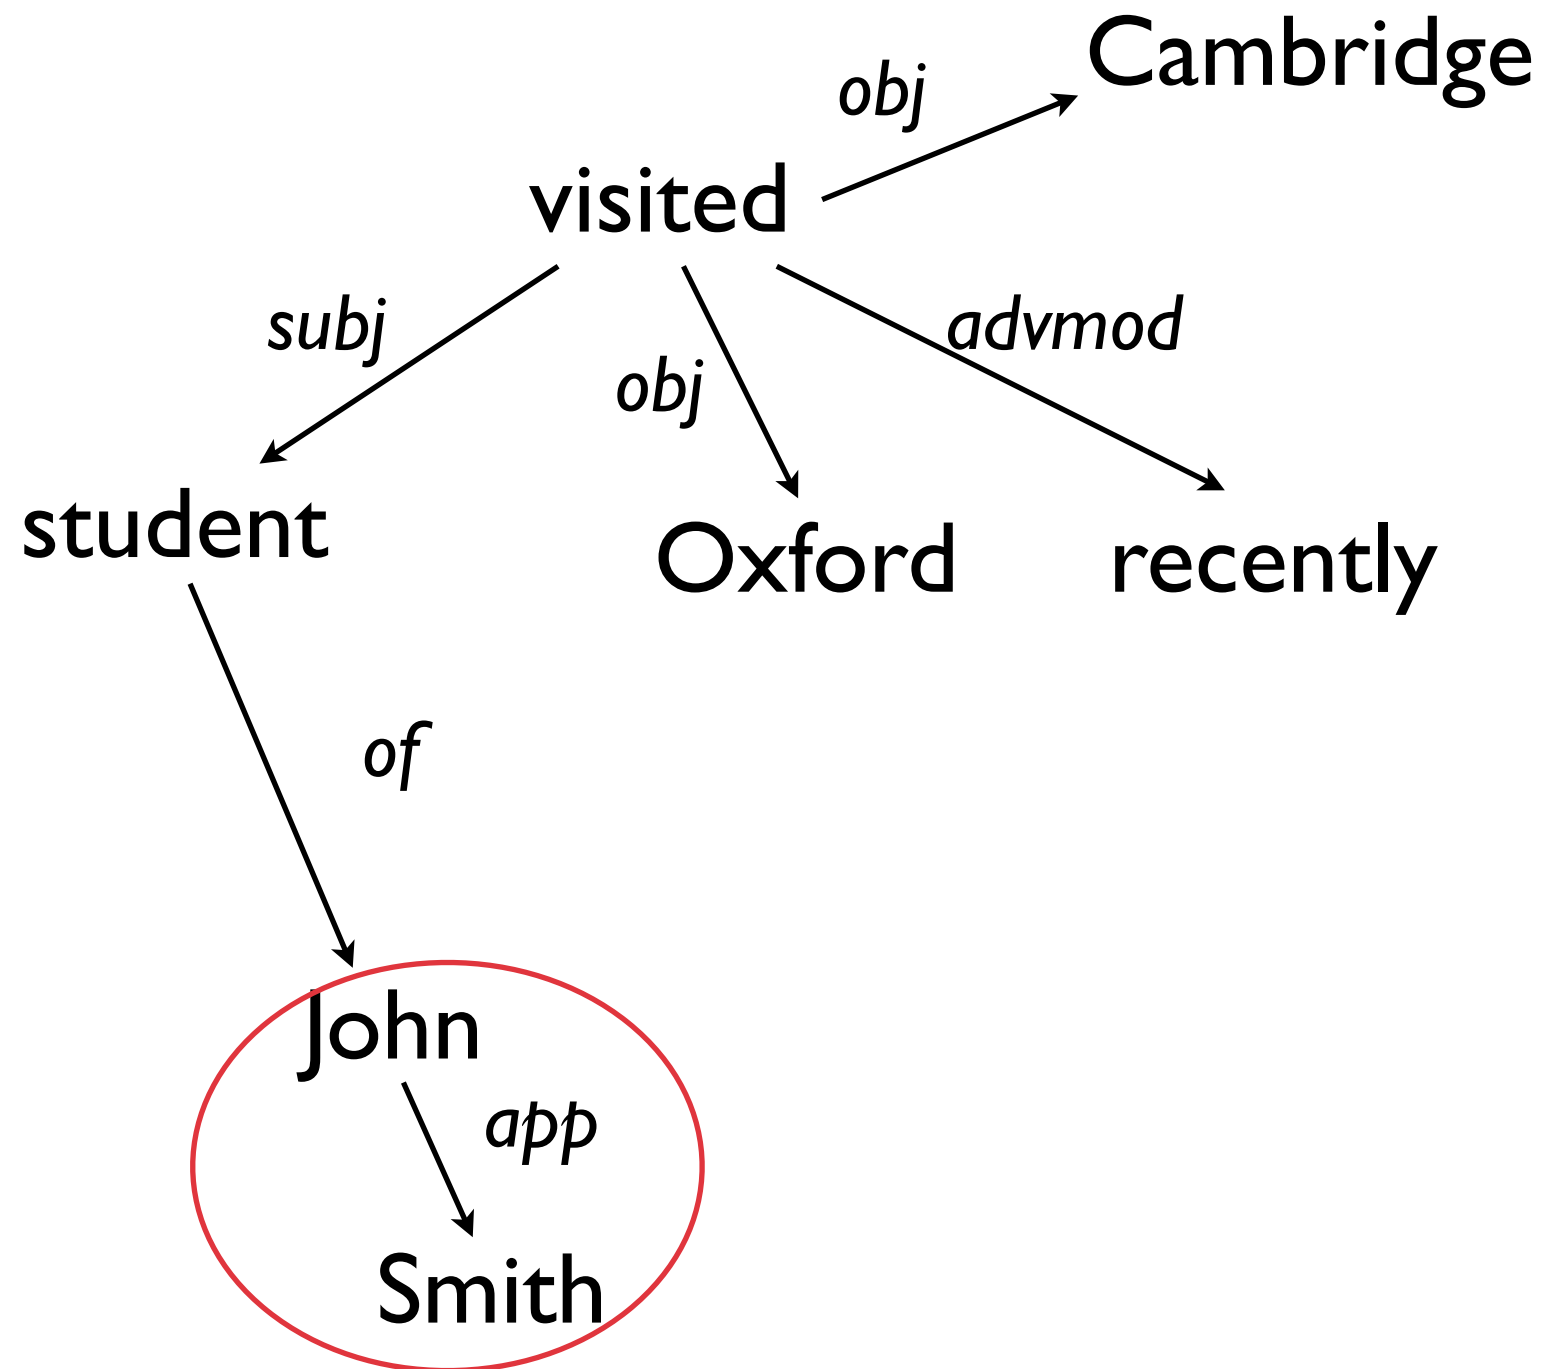 Cambridge
obj
visited
subj
advmod
obj
student
Oxford
recently
of
John
app
Smith